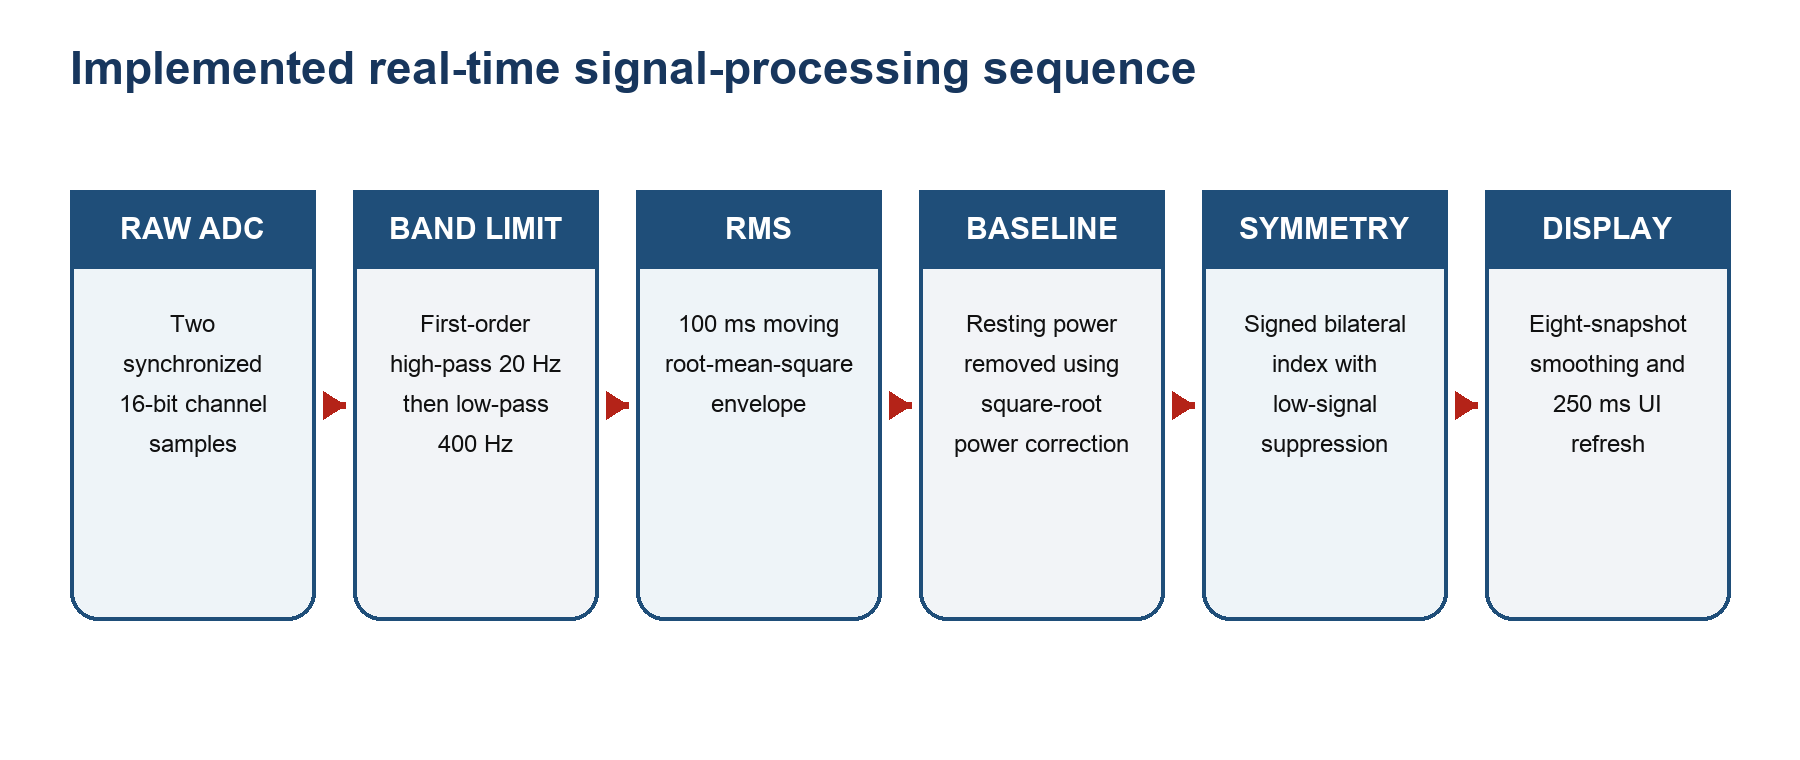 Implemented real-time signal-processing sequence
RAW ADC
Two
synchronized
16-bit channel
samples
BAND LIMIT
First-order
high-pass 20 Hz
then low-pass
400 Hz
RMS
100 ms moving
root-mean-square
envelope
BASELINE
Resting power
removed using
square-root
power correction
SYMMETRY
Signed bilateral
index with
low-signal
suppression
DISPLAY
Eight-snapshot
smoothing and
250 ms UI
refresh